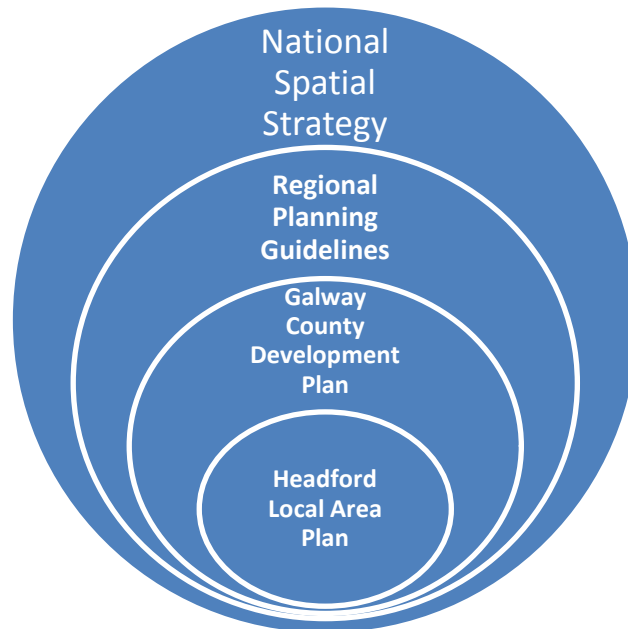 National
Spatial
Strategy
Regional
Planning
Guidelines
Galway
County
Development
Plan
Headford
Local Area
Plan